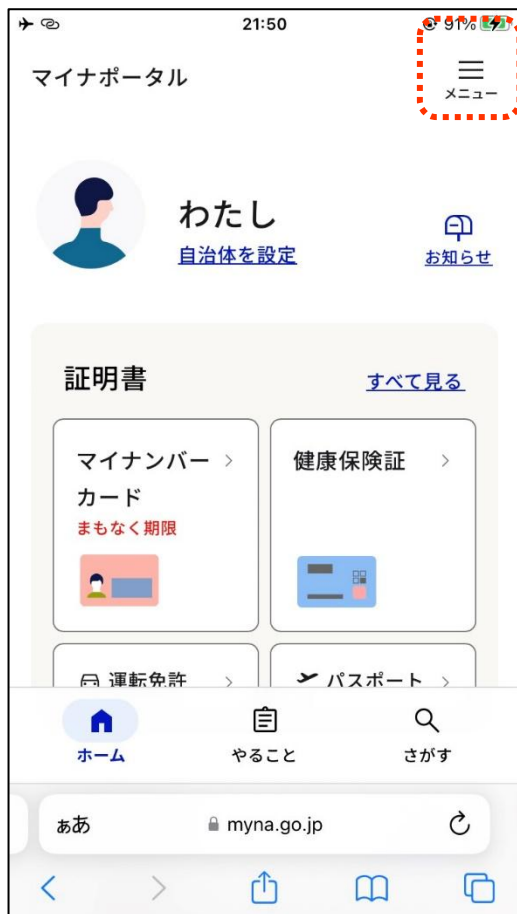 21:50
91%
マイナポータル
メニュー
わたし
自治体を設定
お知らせ
証明書
すべて見る
マイナンバー
カード
まもなく期限
健康保険証
運転免許
パスポート
ホーム
やること
さがす
ぁあ
myna.go.jp